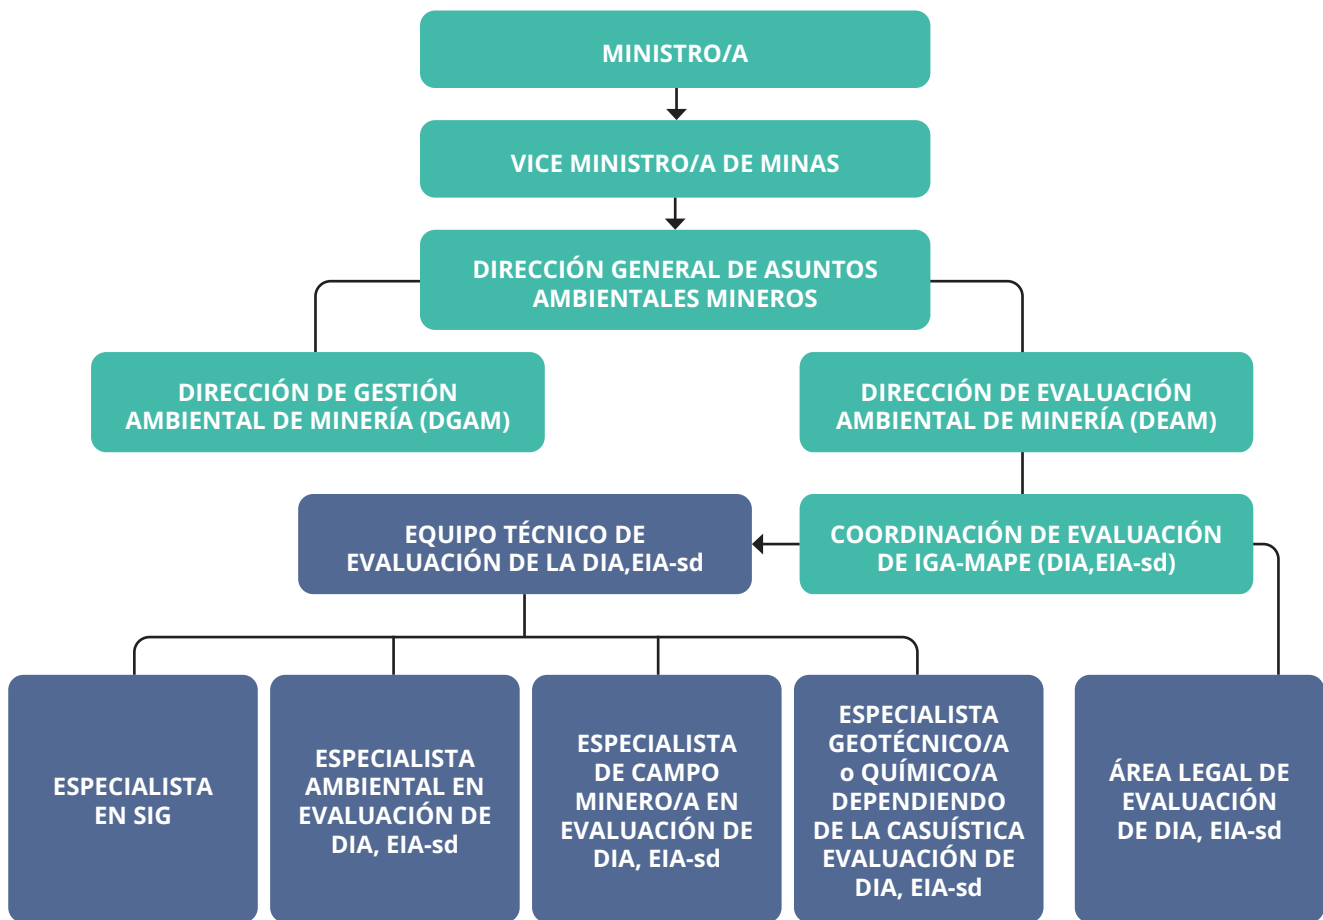 MINISTRO/A
VICE MINISTRO/A DE MINAS
DIRECCIÓN GENERAL DE ASUNTOS
AMBIENTALES MINEROS
DIRECCIÓN DE GESTIÓN
AMBIENTAL DE MINERÍA (DGAM)
DIRECCIÓN DE EVALUACIÓN
AMBIENTAL DE MINERÍA (DEAM)
EQUIPO TÉCNICO DE
EVALUACIÓN DE LA DIA,EIA-sd
COORDINACIÓN DE EVALUACIÓN
DE IGA-MAPE (DIA,EIA-sd)
ESPECIALISTA
EN SIG
ESPECIALISTA
AMBIENTAL EN
EVALUACIÓN DE
DIA, EIA-sd
ESPECIALISTA
DE CAMPO
MINERO/A EN
EVALUACIÓN DE
DIA, EIA-sd
ESPECIALISTA
GEOTÉCNICO/A
o QUÍMICO/A
DEPENDIENDO
DE LA CASUÍSTICA
EVALUACIÓN DE
DIA, EIA-sd
ÁREA LEGAL DE
EVALUACIÓN
DE DIA, EIA-sd